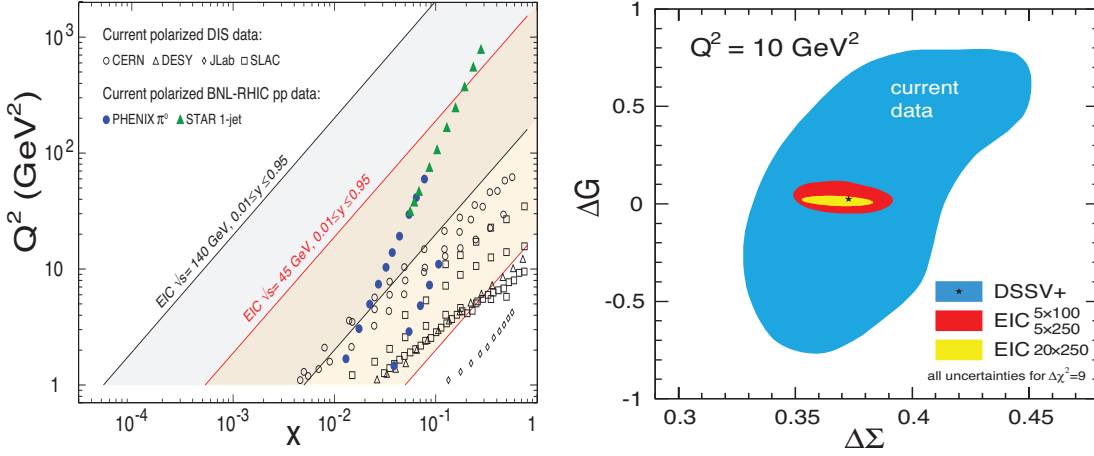 10³
10²
10
1
Q² (GeV²)
Current polarized DIS data:
○ CERN △ DESY ◊ JLab □ SLAC
Current polarized BNL-RHIC pp data:
● PHENIX π⁰ ▲ STAR 1-jet
EIC √s= 140 GeV, 0.01≤y≤0.95
EIC √s= 45 GeV, 0.01≤y≤0.95
10⁻⁴ 10⁻³ 10⁻² 10⁻¹ 1
x
Q² = 10 GeV²
current
data
1
0.5
0
-0.5
-1
ΔG
DSSV+
EIC 5×100
5×250
EIC 20×250
all uncertainties for Δχ²=9
0.3 0.35 0.4 0.45
ΔΣ